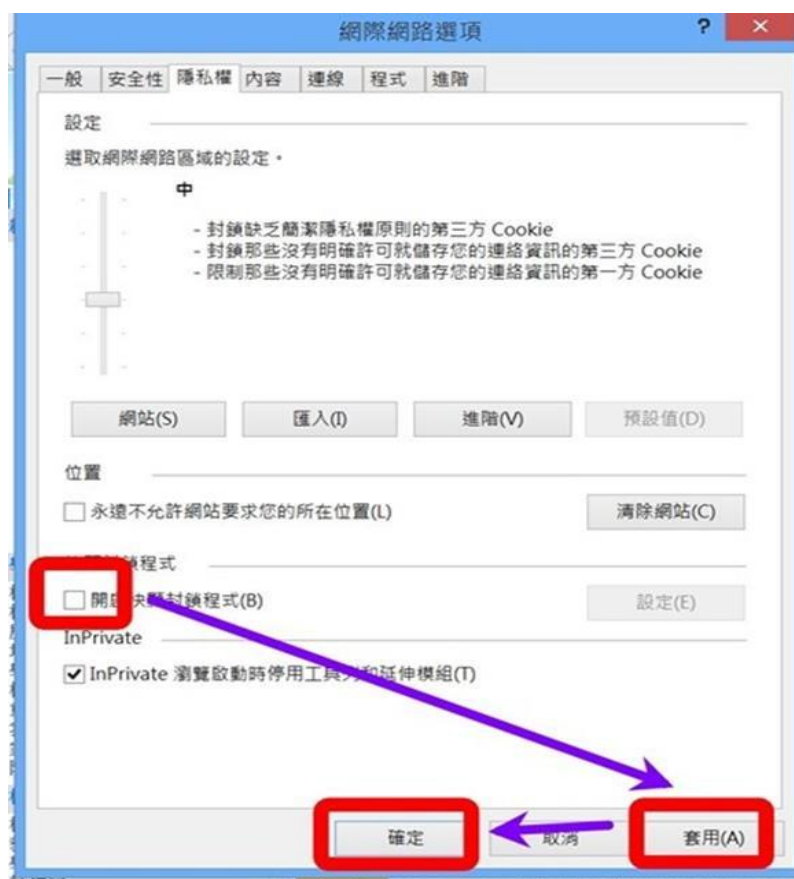 網際網路選項
?
一般 安全性 隱私權 內容 連線 程式 進階
設定
選取網際網路區域的設定。
中
- 封鎖缺乏簡潔隱私權原則的第三方 Cookie
- 封鎖那些沒有明確許可就儲存您的連絡資訊的第三方 Cookie
- 限制那些沒有明確許可就儲存您的連絡資訊的第一方 Cookie
網站(S) 匯入(I) 進階(V) 預設值(D)
位置
永遠不允許網站要求您的所在位置(L) 清除網站(C)
鎖程式
開啟快顯封鎖程式(B) 設定(E)
InPrivate
InPrivate 瀏覽啟動時停用工具列和延伸模組(T)
確定 取消 套用(A)